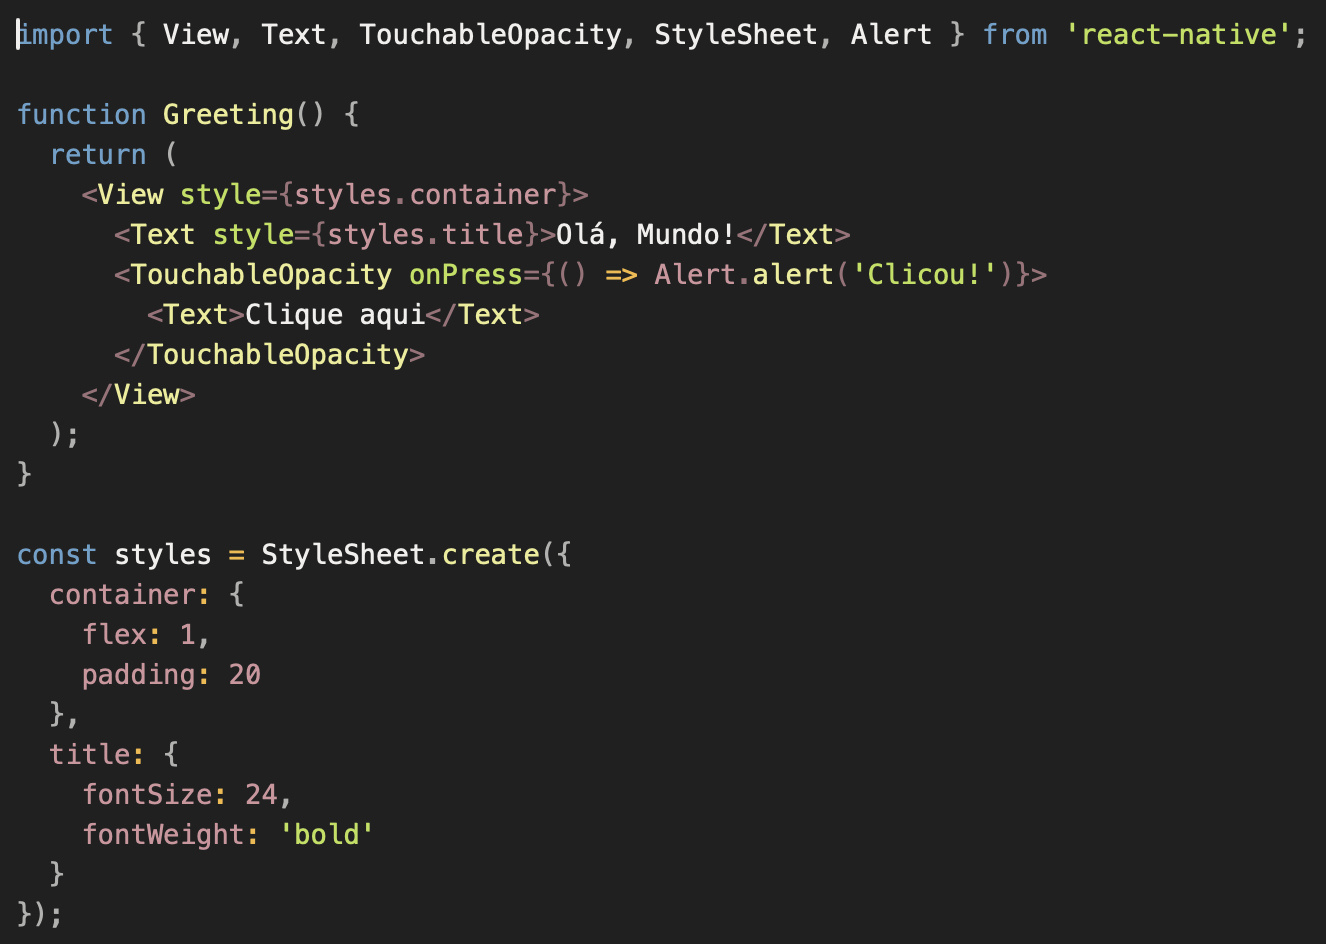 import { View, Text, TouchableOpacity, StyleSheet, Alert } from 'react-native';

function Greeting() {
  return (
    <View style={styles.container}>
      <Text style={styles.title}>Olá, Mundo!</Text>
      <TouchableOpacity onPress={() => Alert.alert('Clicou!')}>
        <Text>Clique aqui</Text>
      </TouchableOpacity>
    </View>
  );
}

const styles = StyleSheet.create({
  container: {
    flex: 1,
    padding: 20
  },
  title: {
    fontSize: 24,
    fontWeight: 'bold'
  }
});